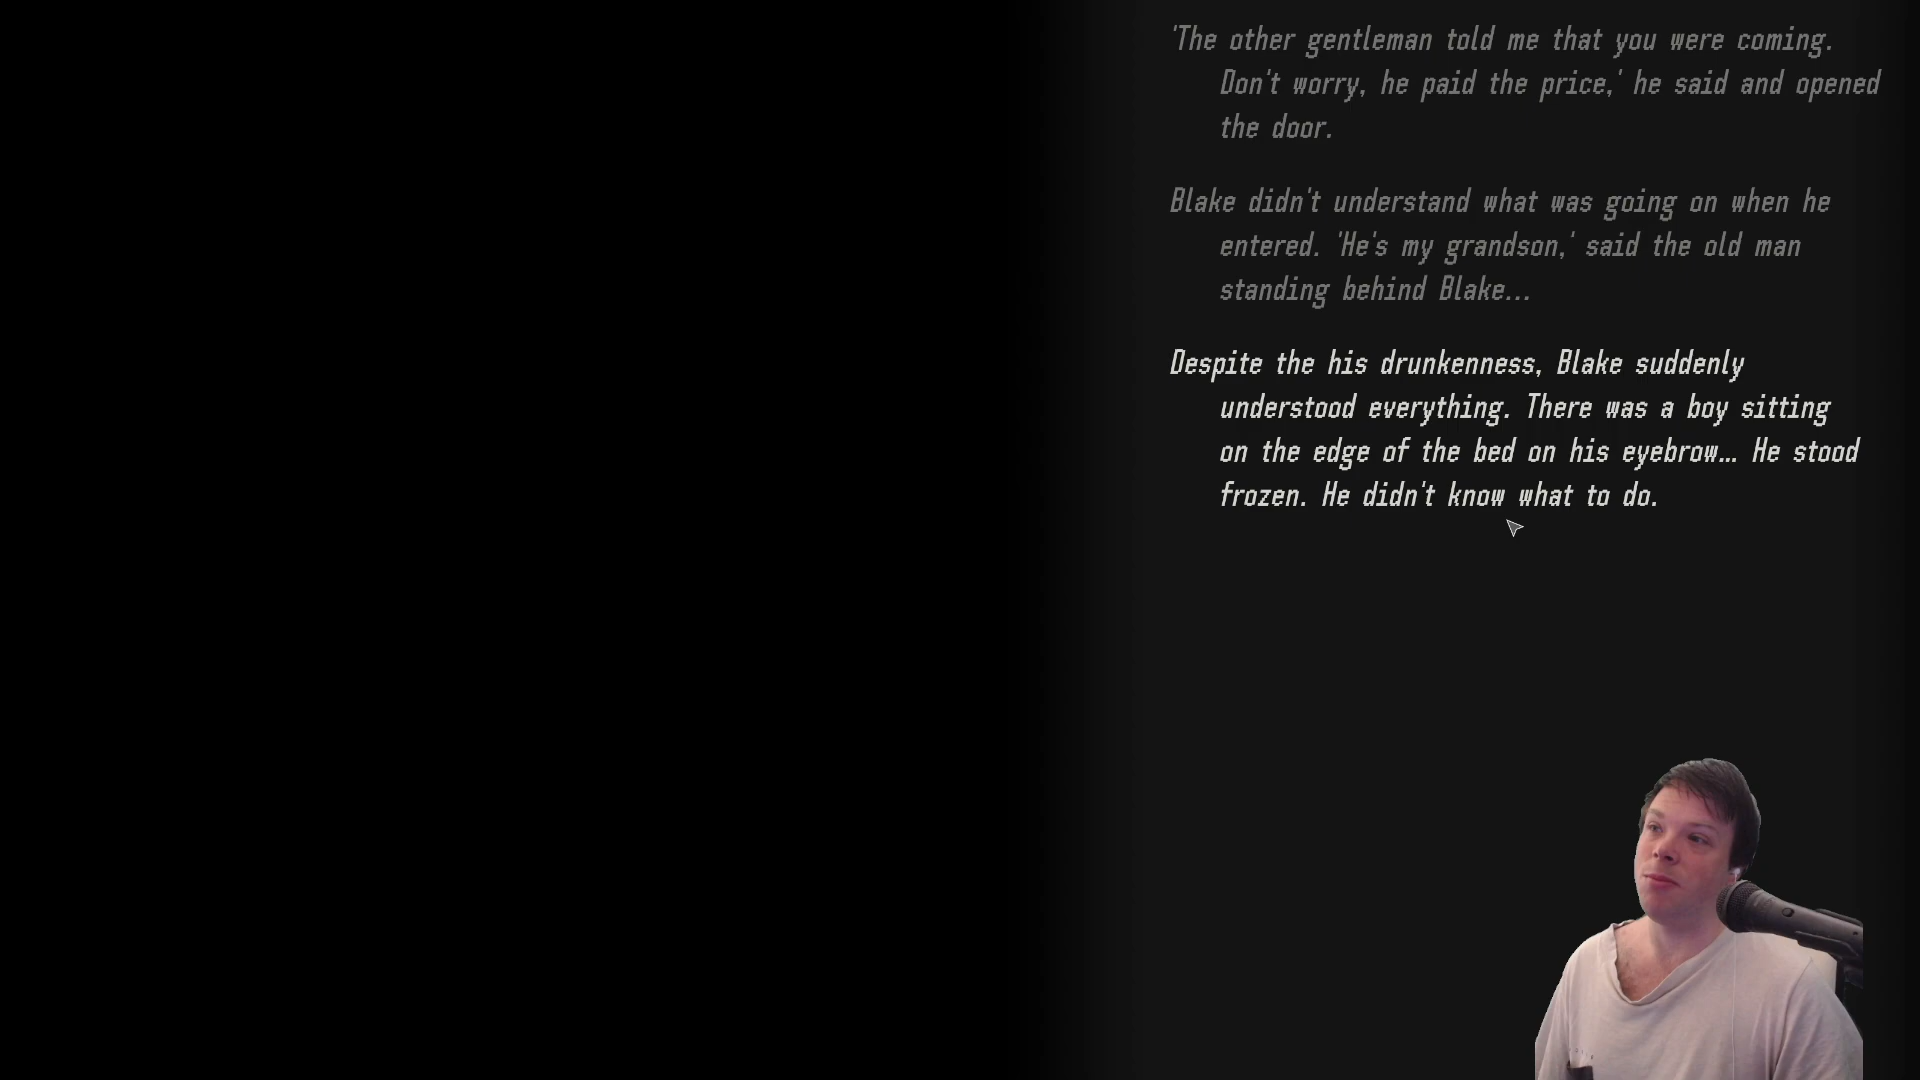 'The other gentleman told me that you were coming.
Don't worry, he paid the price,' he said and opened
the door.
Blake didn't understand what was going on when he
entered. 'He's my grandson,' said the old man
standing behind Blake...
Despite the his drunkenness, Blake suddenly
understood everything. There was a boy sitting
on the edge of the bed on his eyebrow... He stood
frozen. He didn't know what to do.